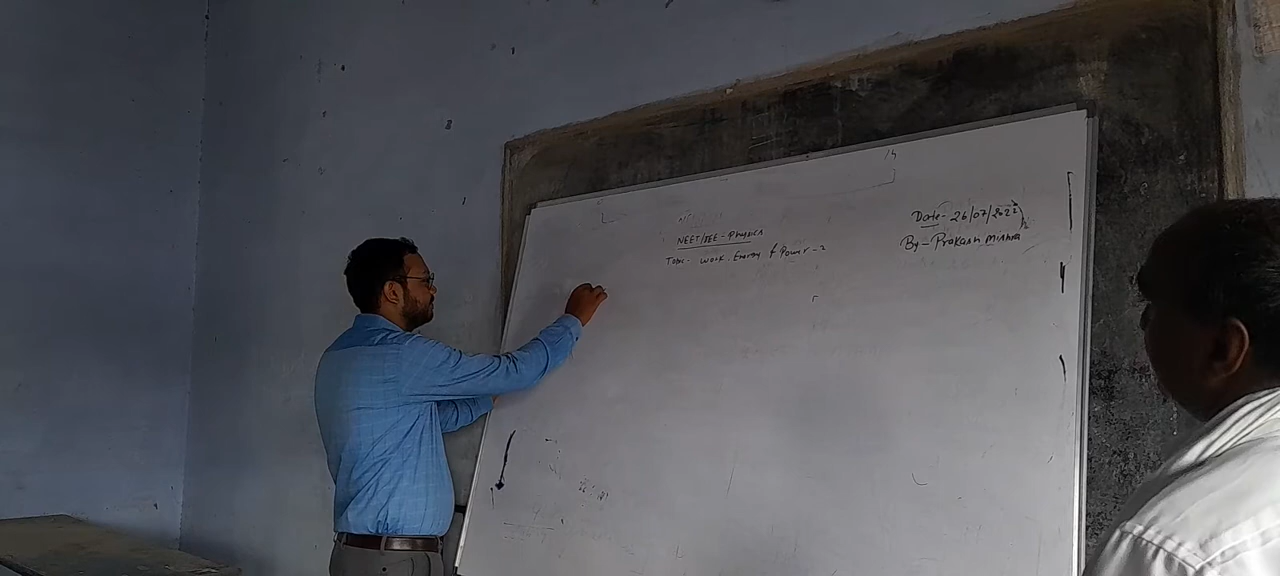 NEET/JEE - Physics
Topic - Work, Energy & Power - 2
Date - 26/07/2022
By - Prakash Mishra